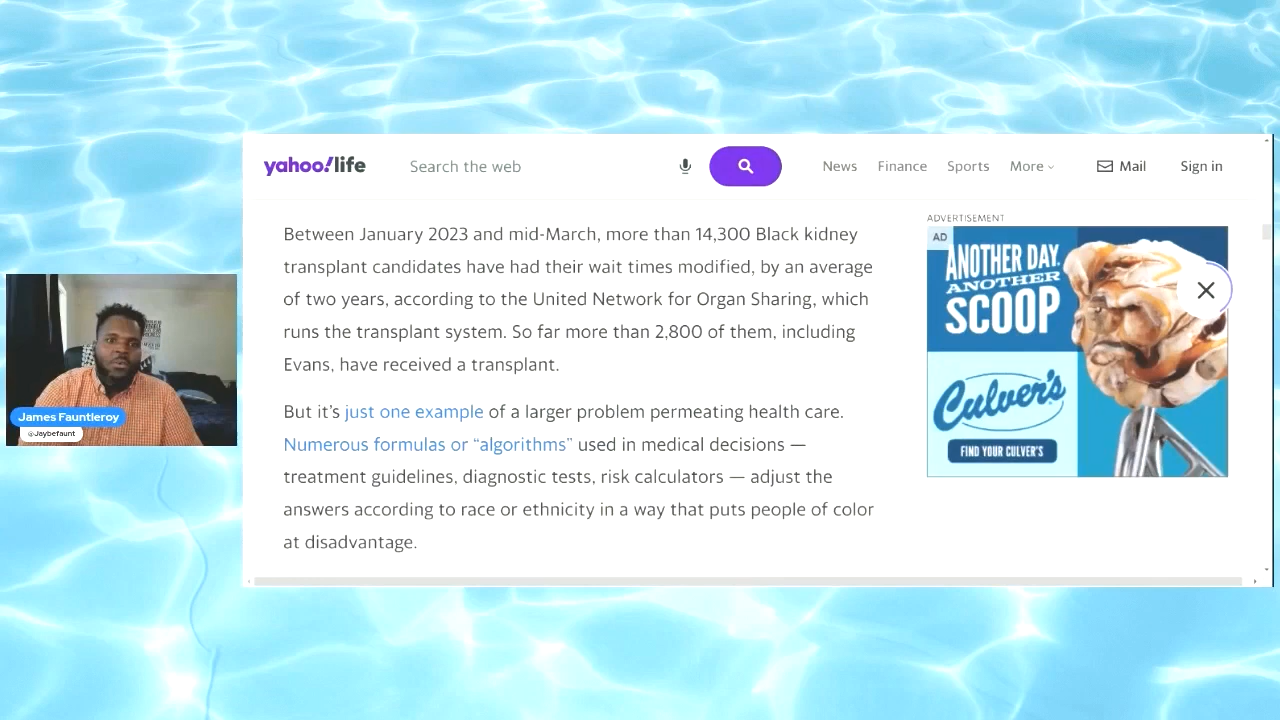 yahoo!life
Search the web
News Finance Sports More Mail Sign in
Between January 2023 and mid-March, more than 14,300 Black kidney
transplant candidates have had their wait times modified, by an average
of two years, according to the United Network for Organ Sharing, which
runs the transplant system. So far more than 2,800 of them, including
Evans, have received a transplant.
But it’s just one example of a larger problem permeating health care.
Numerous formulas or “algorithms” used in medical decisions —
treatment guidelines, diagnostic tests, risk calculators — adjust the
answers according to race or ethnicity in a way that puts people of color
at disadvantage.
ADVERTISEMENT
AD
ANOTHER DAY.
ANOTHER
SCOOP
Culver's
FIND YOUR CULVER'S
James Fauntleroy
@Jaybefaunt